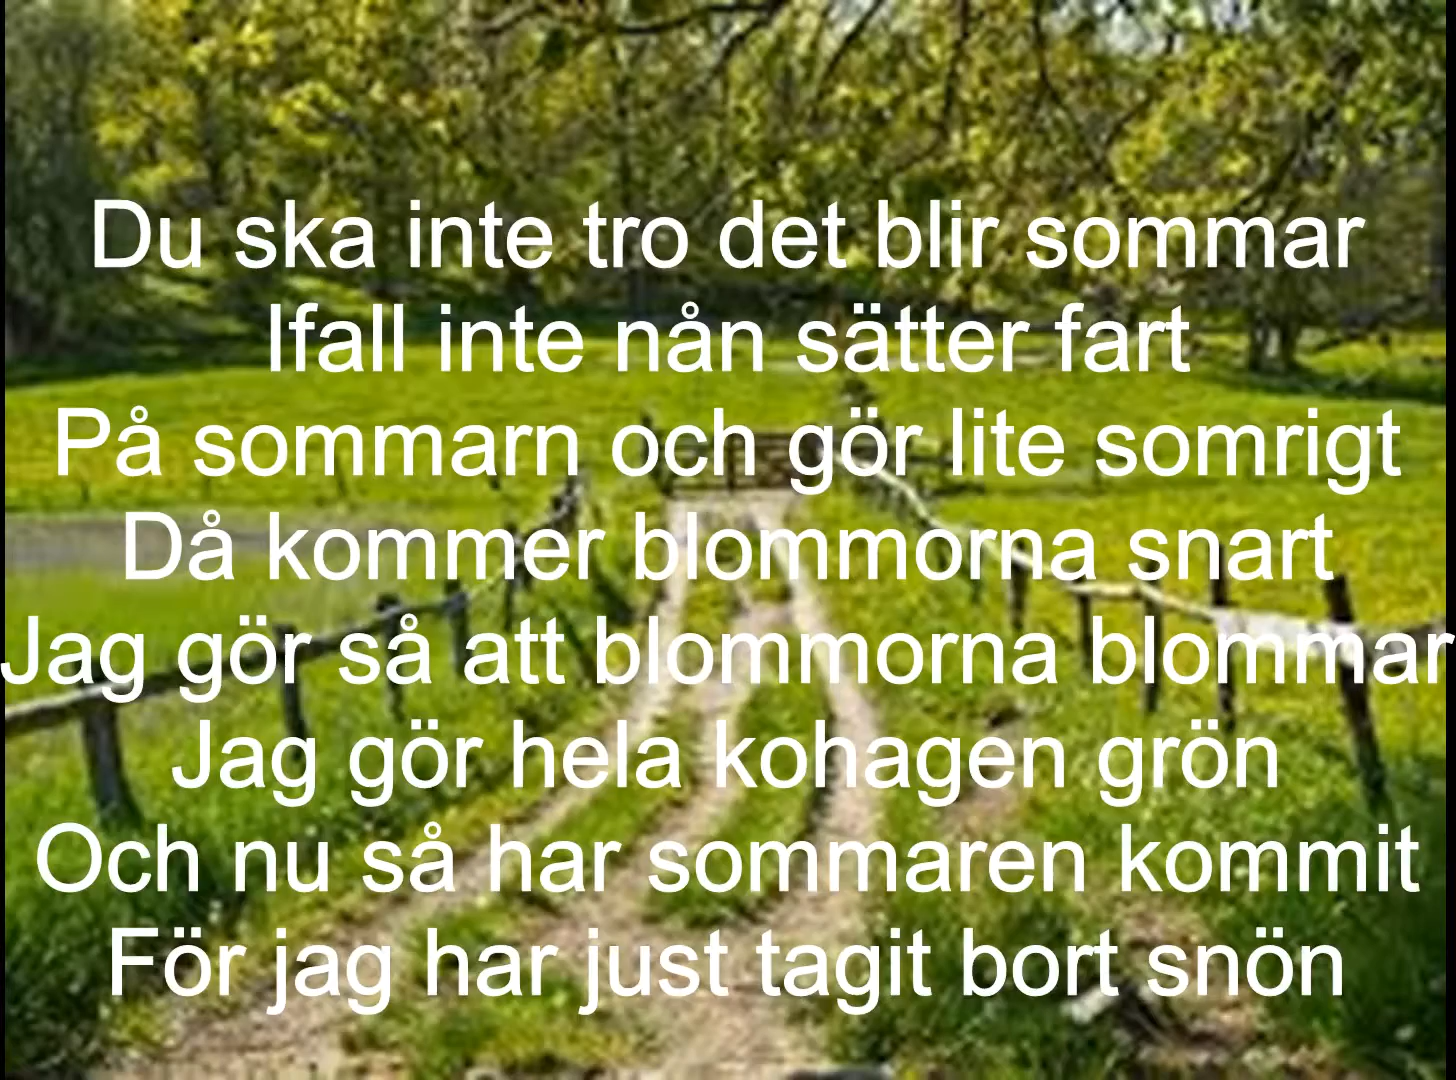 Du ska inte tro det blir sommar
Ifall inte nån sätter fart
På sommarn och gör lite somrigt
Då kommer blommorna snart
Jag gör så att blommorna blommar
Jag gör hela kohagen grön
Och nu så har sommaren kommit
För jag har just tagit bort snön